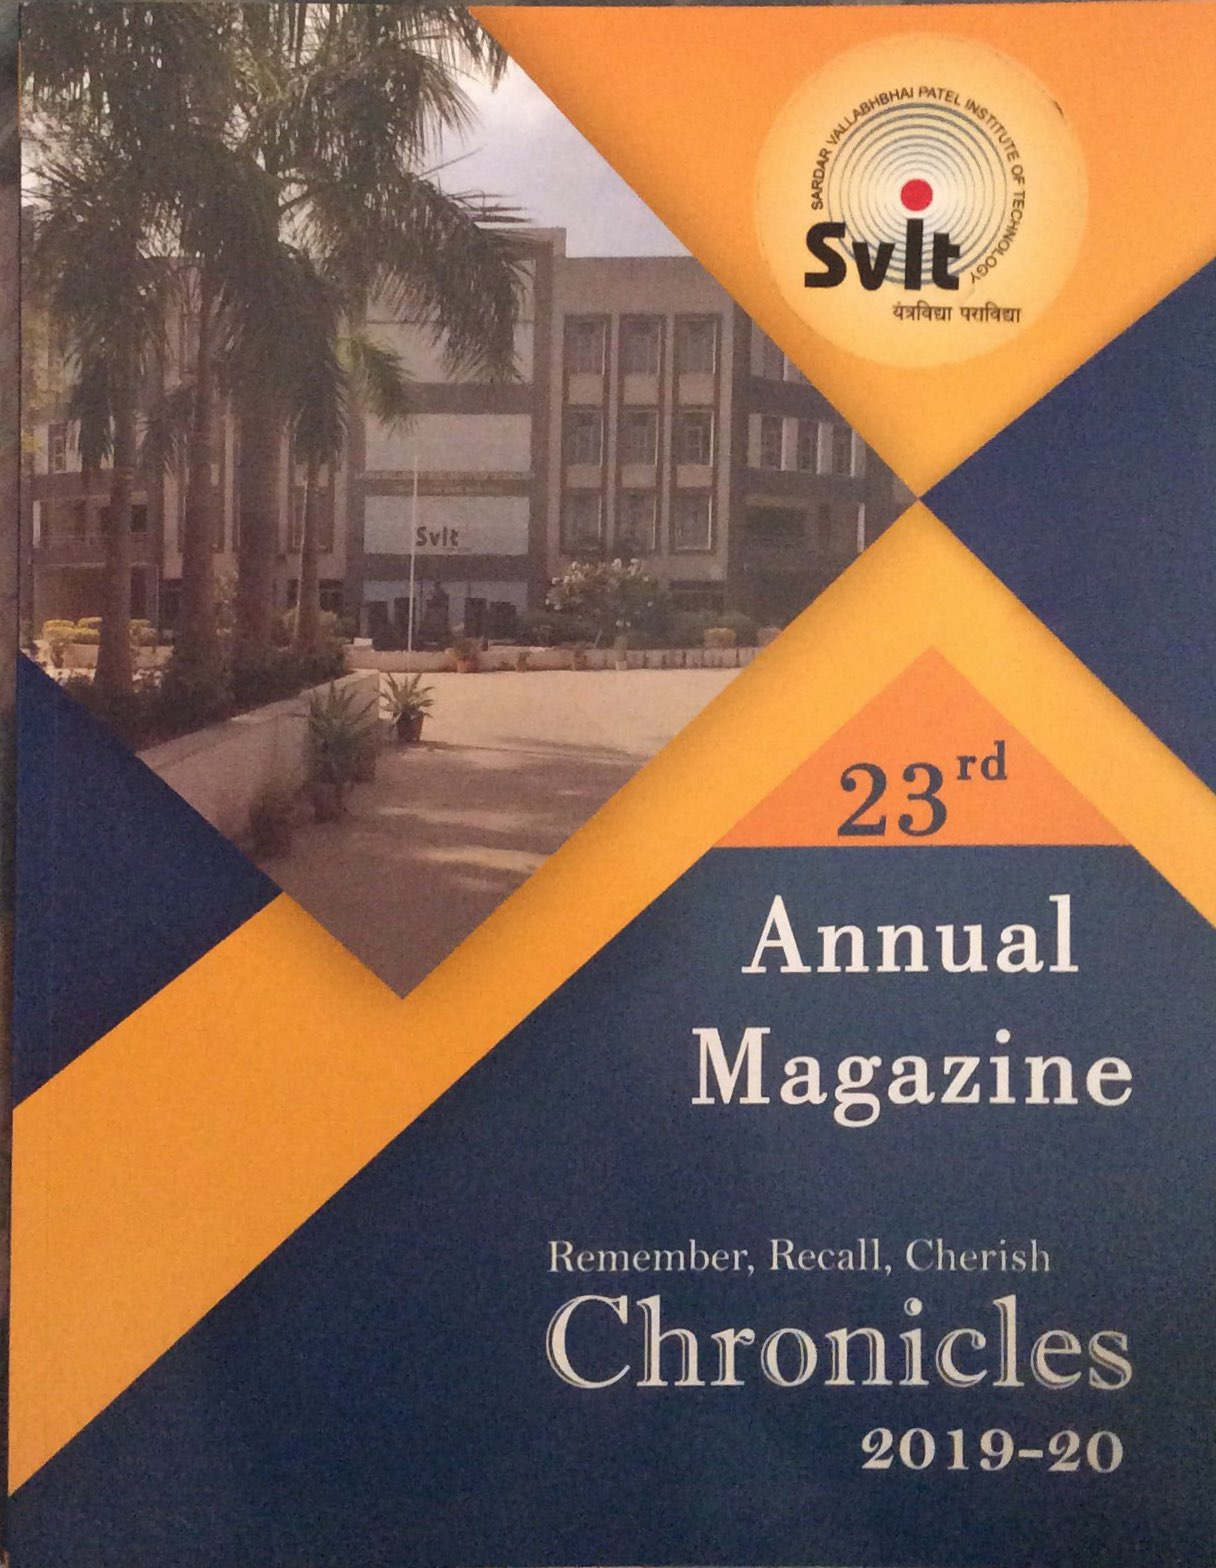 SARDAR VALLABHBHAI PATEL INSTITUTE OF TECHNOLOGY
SvIt
यंत्रविद्या पराविद्या
SvIt
23rd
Annual
Magazine
Remember, Recall, Cherish
Chronicles
2019-20